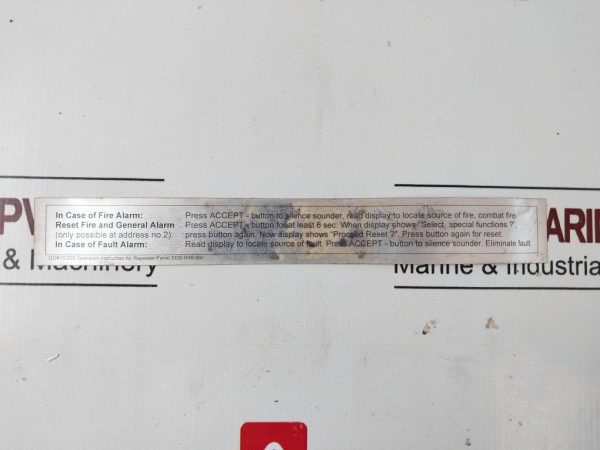 In Case of Fire Alarm: Press ACCEPT - button to silence sounder, read display to locate source of fire, combat fire.
Reset Fire and General Alarm Press ACCEPT - button for at least 6 sec. When display shows "Select, special functions ?",
(only possible at address no 2): press button again. Now display shows "Proceed Reset ?". Press button again for reset.
In Case of Fault Alarm: Read display to locate source of fault. Press ACCEPT - button to silence sounder. Eliminate fault.
Operation Instruction for Repeater Panel
PV
ARI
& Machinery
Marine & Industrial